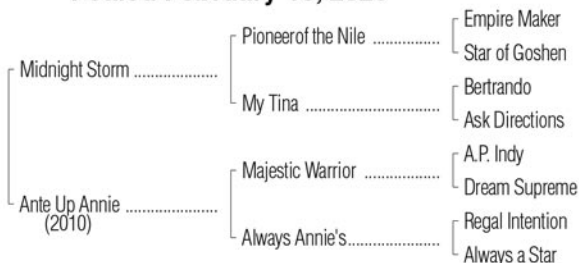 Pioneerof the Nile
Empire Maker
Star of Goshen
Midnight Storm
My Tina
Bertrando
Ask Directions
Majestic Warrior
A.P. Indy
Dream Supreme
Ante Up Annie
(2010)
Always Annie's
Regal Intention
Always a Star